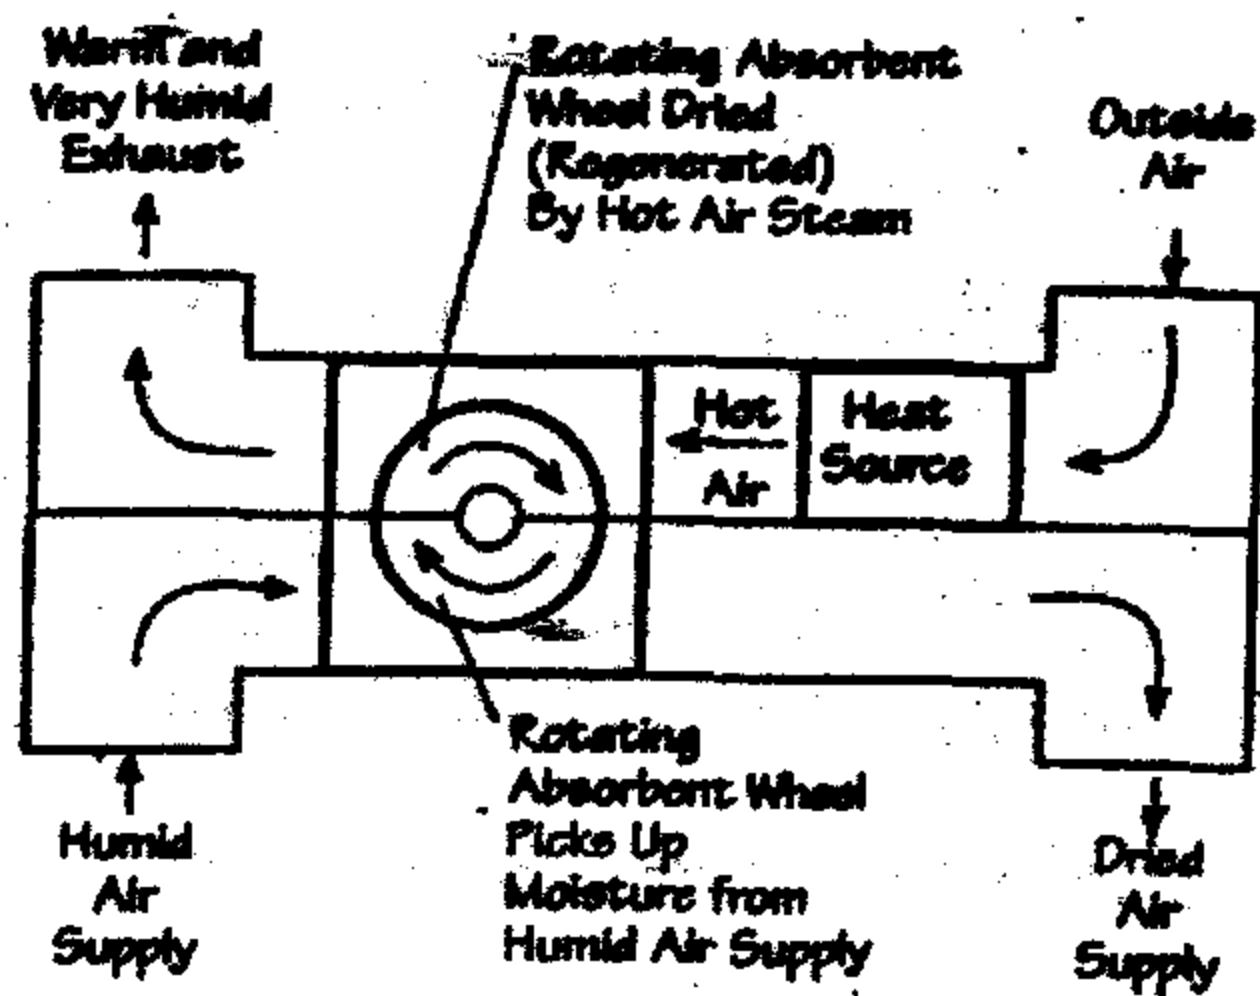 Warm and
Very Humid
Exhaust
Rotating Absorbent
Wheel Dried
(Regenerated)
By Hot Air Steam
Outside
Air
Hot
Air
Heat
Source
Rotating
Absorbent Wheel
Picks Up
Moisture from
Humid Air Supply
Humid
Air
Supply
Dried
Air
Supply